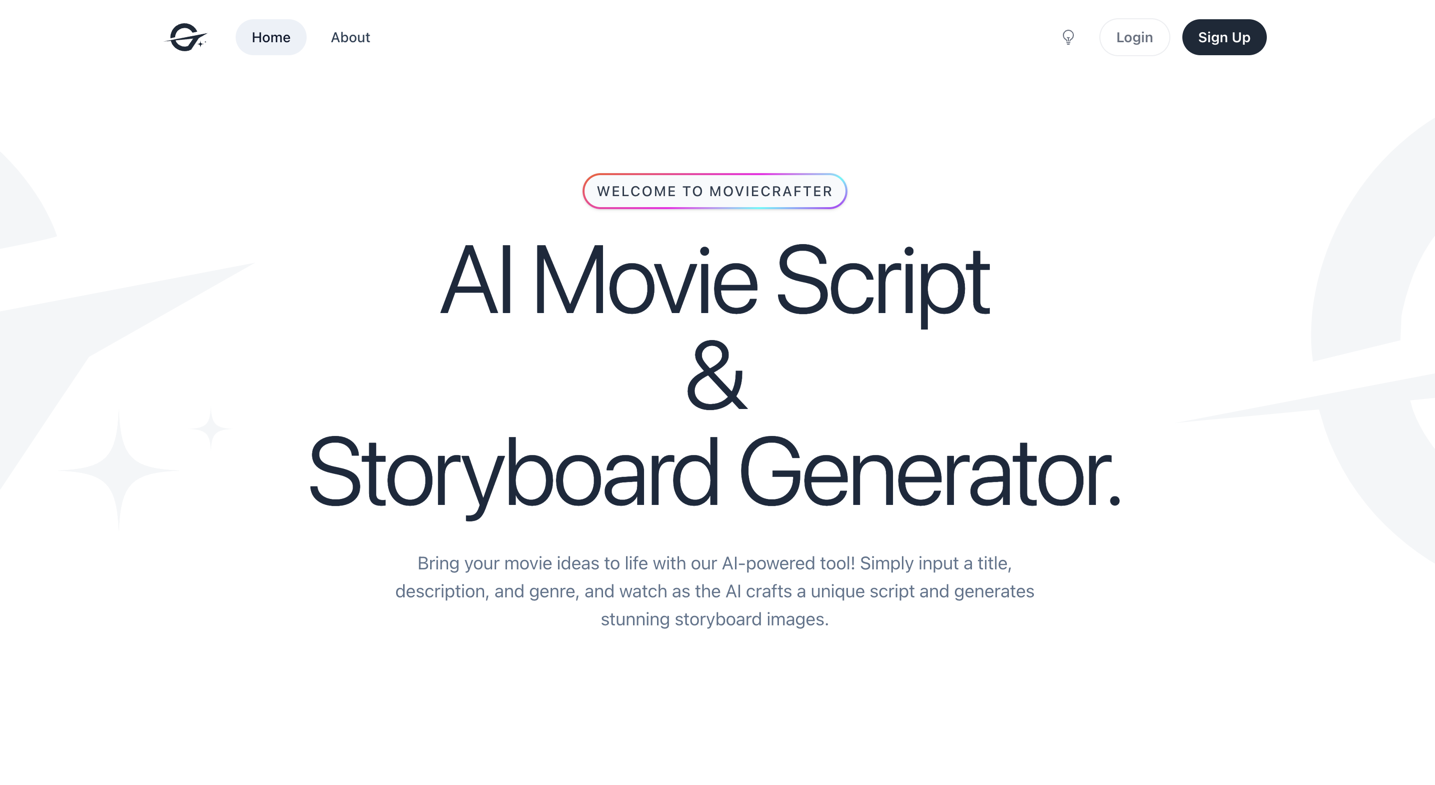 Home
About
Login
Sign Up
WELCOME TO MOVIECRAFTER
AI Movie Script
&
Storyboard Generator.
Bring your movie ideas to life with our AI-powered tool! Simply input a title,
description, and genre, and watch as the AI crafts a unique script and generates
stunning storyboard images.